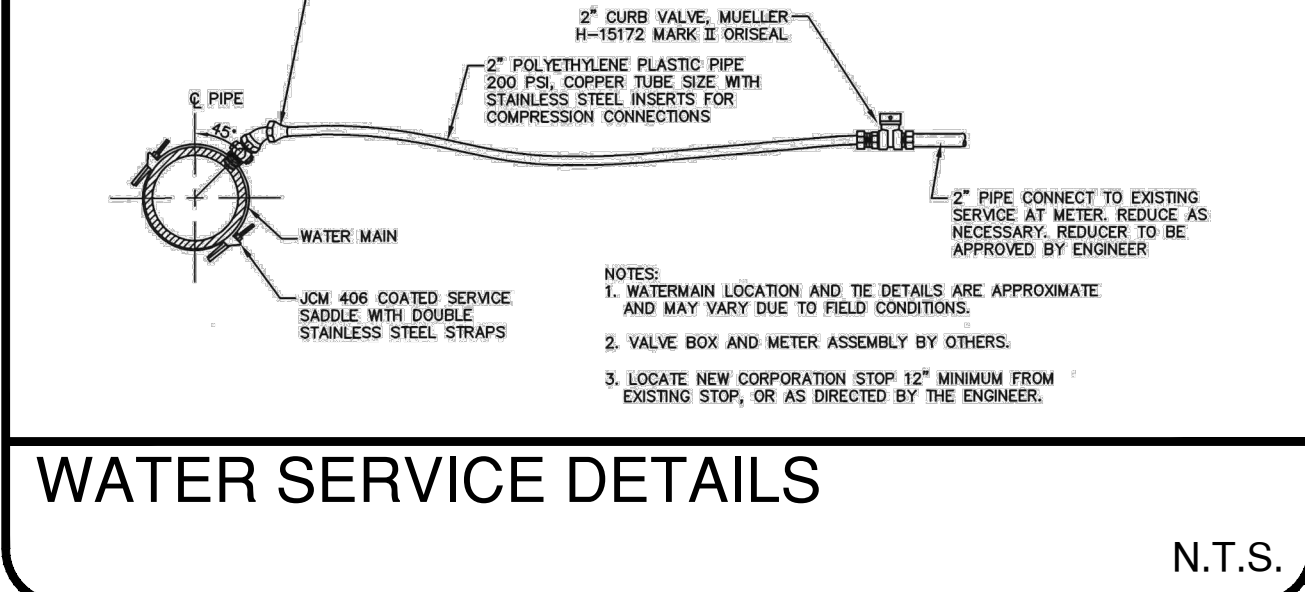 2" CURB VALVE, MUELLER
H-15172 MARK II ORISEAL
2" POLYETHYLENE PLASTIC PIPE
200 PSI, COPPER TUBE SIZE WITH
STAINLESS STEEL INSERTS FOR
COMPRESSION CONNECTIONS
℄ PIPE
45°
2" PIPE CONNECT TO EXISTING
SERVICE AT METER. REDUCE AS
NECESSARY. REDUCER TO BE
APPROVED BY ENGINEER
WATER MAIN
JCM 406 COATED SERVICE
SADDLE WITH DOUBLE
STAINLESS STEEL STRAPS
NOTES:
1. WATERMAIN LOCATION AND TIE DETAILS ARE APPROXIMATE
AND MAY VARY DUE TO FIELD CONDITIONS.
2. VALVE BOX AND METER ASSEMBLY BY OTHERS.
3. LOCATE NEW CORPORATION STOP 12" MINIMUM FROM
EXISTING STOP, OR AS DIRECTED BY THE ENGINEER.
WATER SERVICE DETAILS
N.T.S.